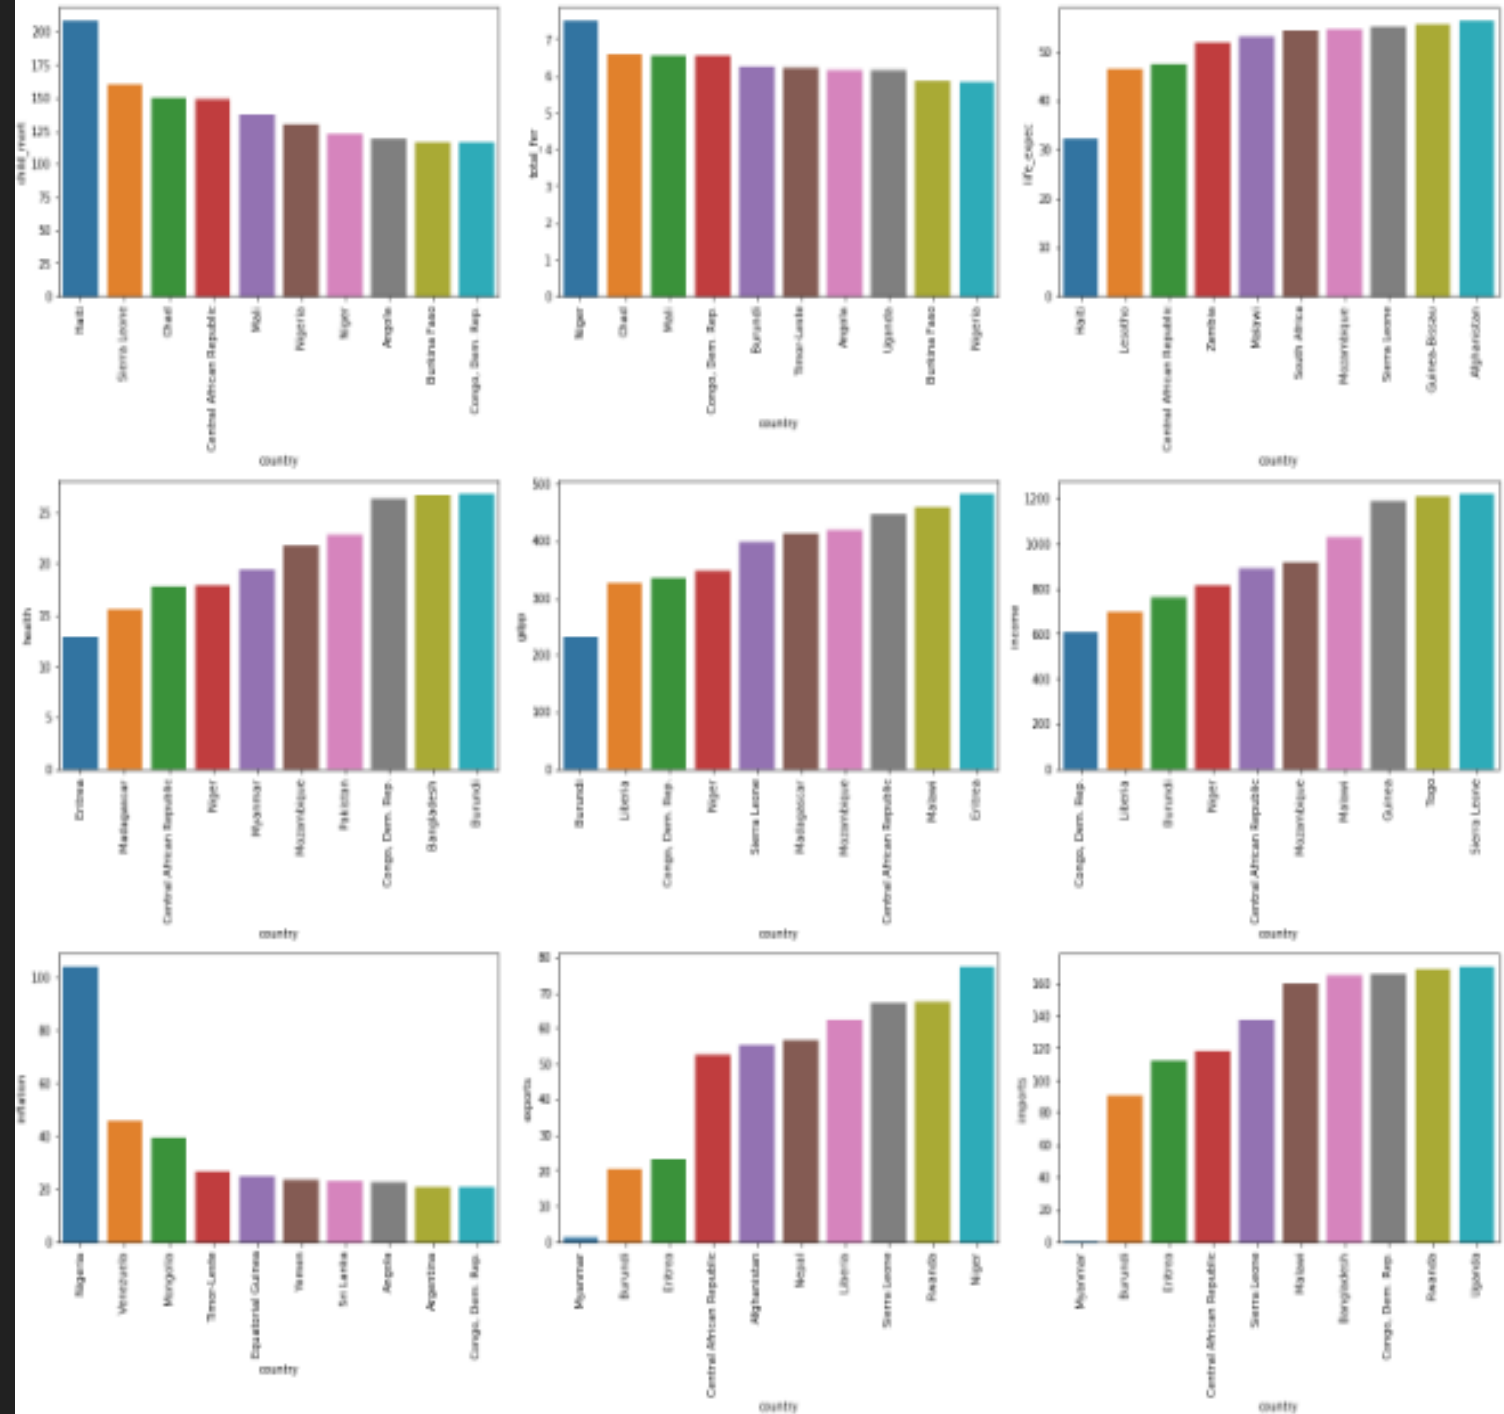 200
175
150
125
100
75
50
25
0
child_mort
Haiti
Sierra Leone
Chad
Central African Republic
Mali
Nigeria
Niger
Angola
Burkina Faso
Congo, Dem. Rep.
country
7
6
5
4
3
2
1
0
total_fer
Niger
Chad
Mali
Congo, Dem. Rep.
Burundi
Timor-Leste
Angola
Uganda
Burkina Faso
Nigeria
country
50
40
30
20
10
0
life_expec
Haiti
Lesotho
Central African Republic
Zambia
Malawi
South Africa
Mozambique
Sierra Leone
Guinea-Bissau
Afghanistan
country
25
20
15
10
5
0
health
Eritrea
Madagascar
Central African Republic
Niger
Myanmar
Mozambique
Pakistan
Congo, Dem. Rep.
Bangladesh
Burundi
country
500
400
300
200
100
0
gdpp
Burundi
Liberia
Congo, Dem. Rep.
Niger
Sierra Leone
Madagascar
Mozambique
Central African Republic
Malawi
Eritrea
country
1200
1000
800
600
400
200
0
income
Congo, Dem. Rep.
Liberia
Burundi
Niger
Central African Republic
Mozambique
Malawi
Guinea
Togo
Sierra Leone
country
100
80
60
40
20
0
inflation
Nigeria
Venezuela
Mongolia
Timor-Leste
Equatorial Guinea
Yemen
Sri Lanka
Angola
Argentina
Congo, Dem. Rep.
country
80
70
60
50
40
30
20
10
0
exports
Myanmar
Burundi
Eritrea
Central African Republic
Afghanistan
Nepal
Liberia
Sierra Leone
Rwanda
Niger
country
160
140
120
100
80
60
40
20
0
imports
Myanmar
Burundi
Eritrea
Central African Republic
Sierra Leone
Malawi
Bangladesh
Congo, Dem. Rep.
Rwanda
Uganda
country